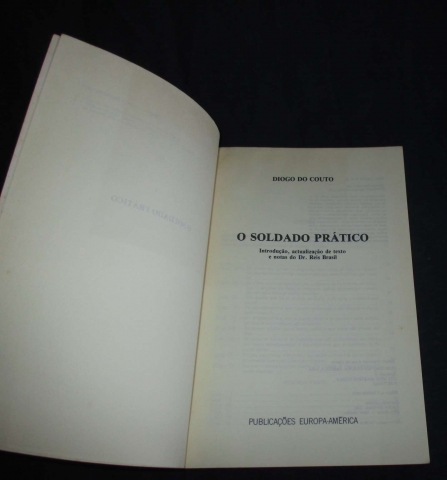 DIOGO DO COUTO
O SOLDADO PRÁTICO
Introdução, actualização de texto
e notas do Dr. Reis Brasil
PUBLICAÇÕES EUROPA-AMÉRICA